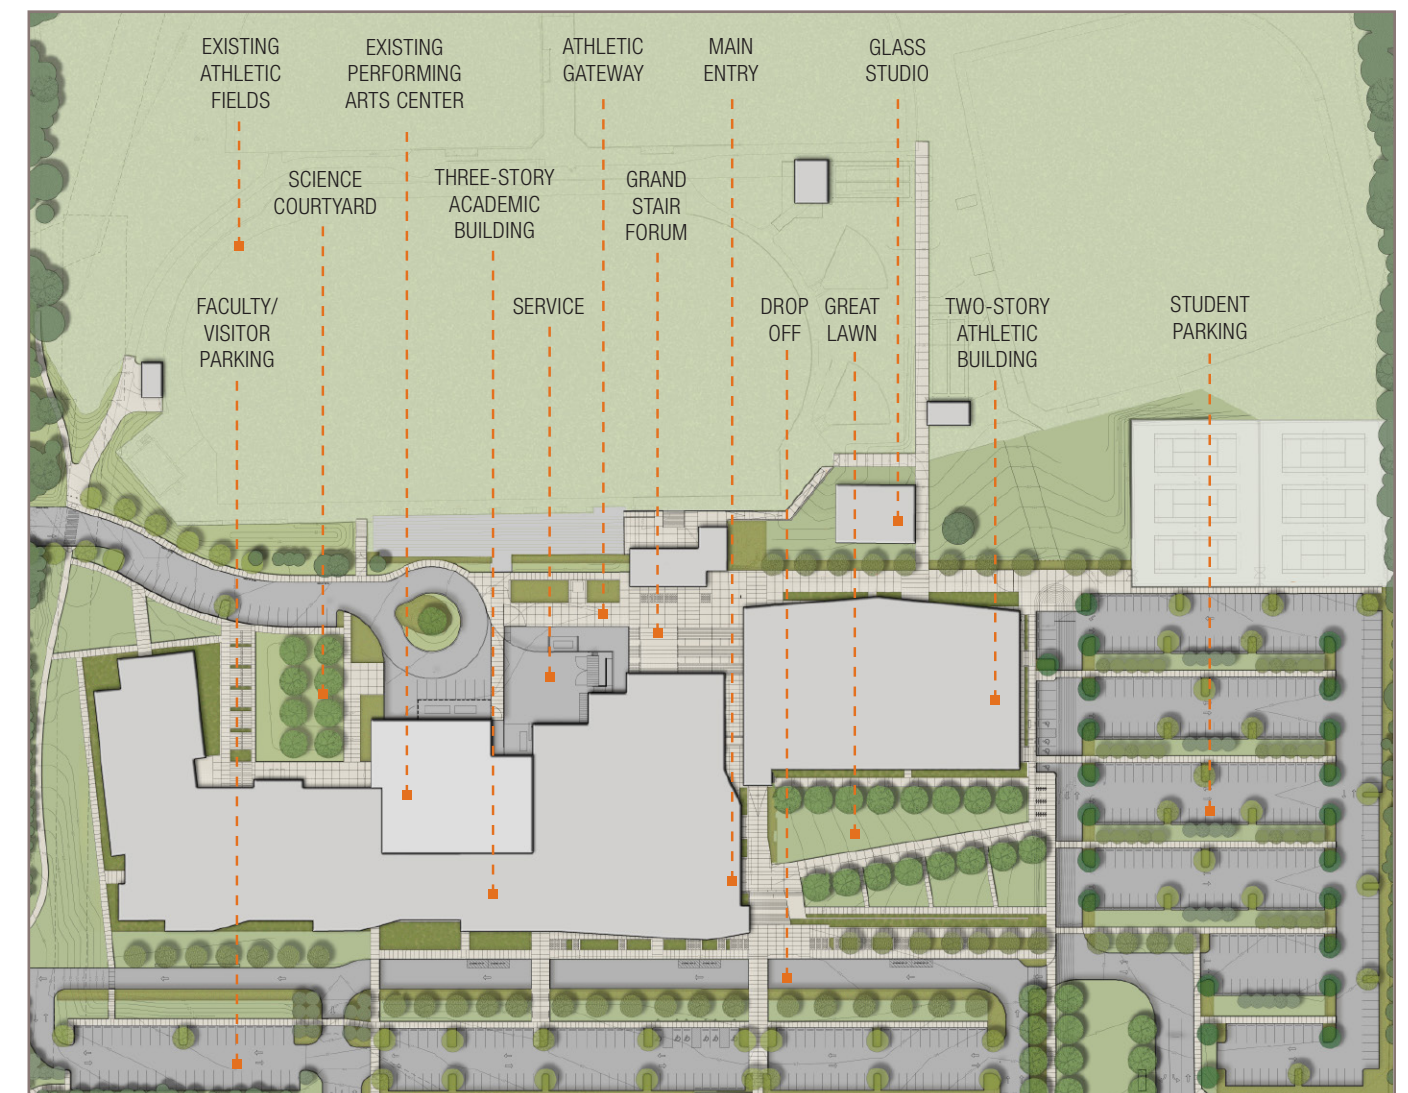 EXISTING
ATHLETIC
FIELDS
EXISTING
PERFORMING
ARTS CENTER
ATHLETIC
GATEWAY
MAIN
ENTRY
GLASS
STUDIO
SCIENCE
COURTYARD
THREE-STORY
ACADEMIC
BUILDING
GRAND
STAIR
FORUM
FACULTY/
VISITOR
PARKING
SERVICE
DROP
OFF
GREAT
LAWN
TWO-STORY
ATHLETIC
BUILDING
STUDENT
PARKING